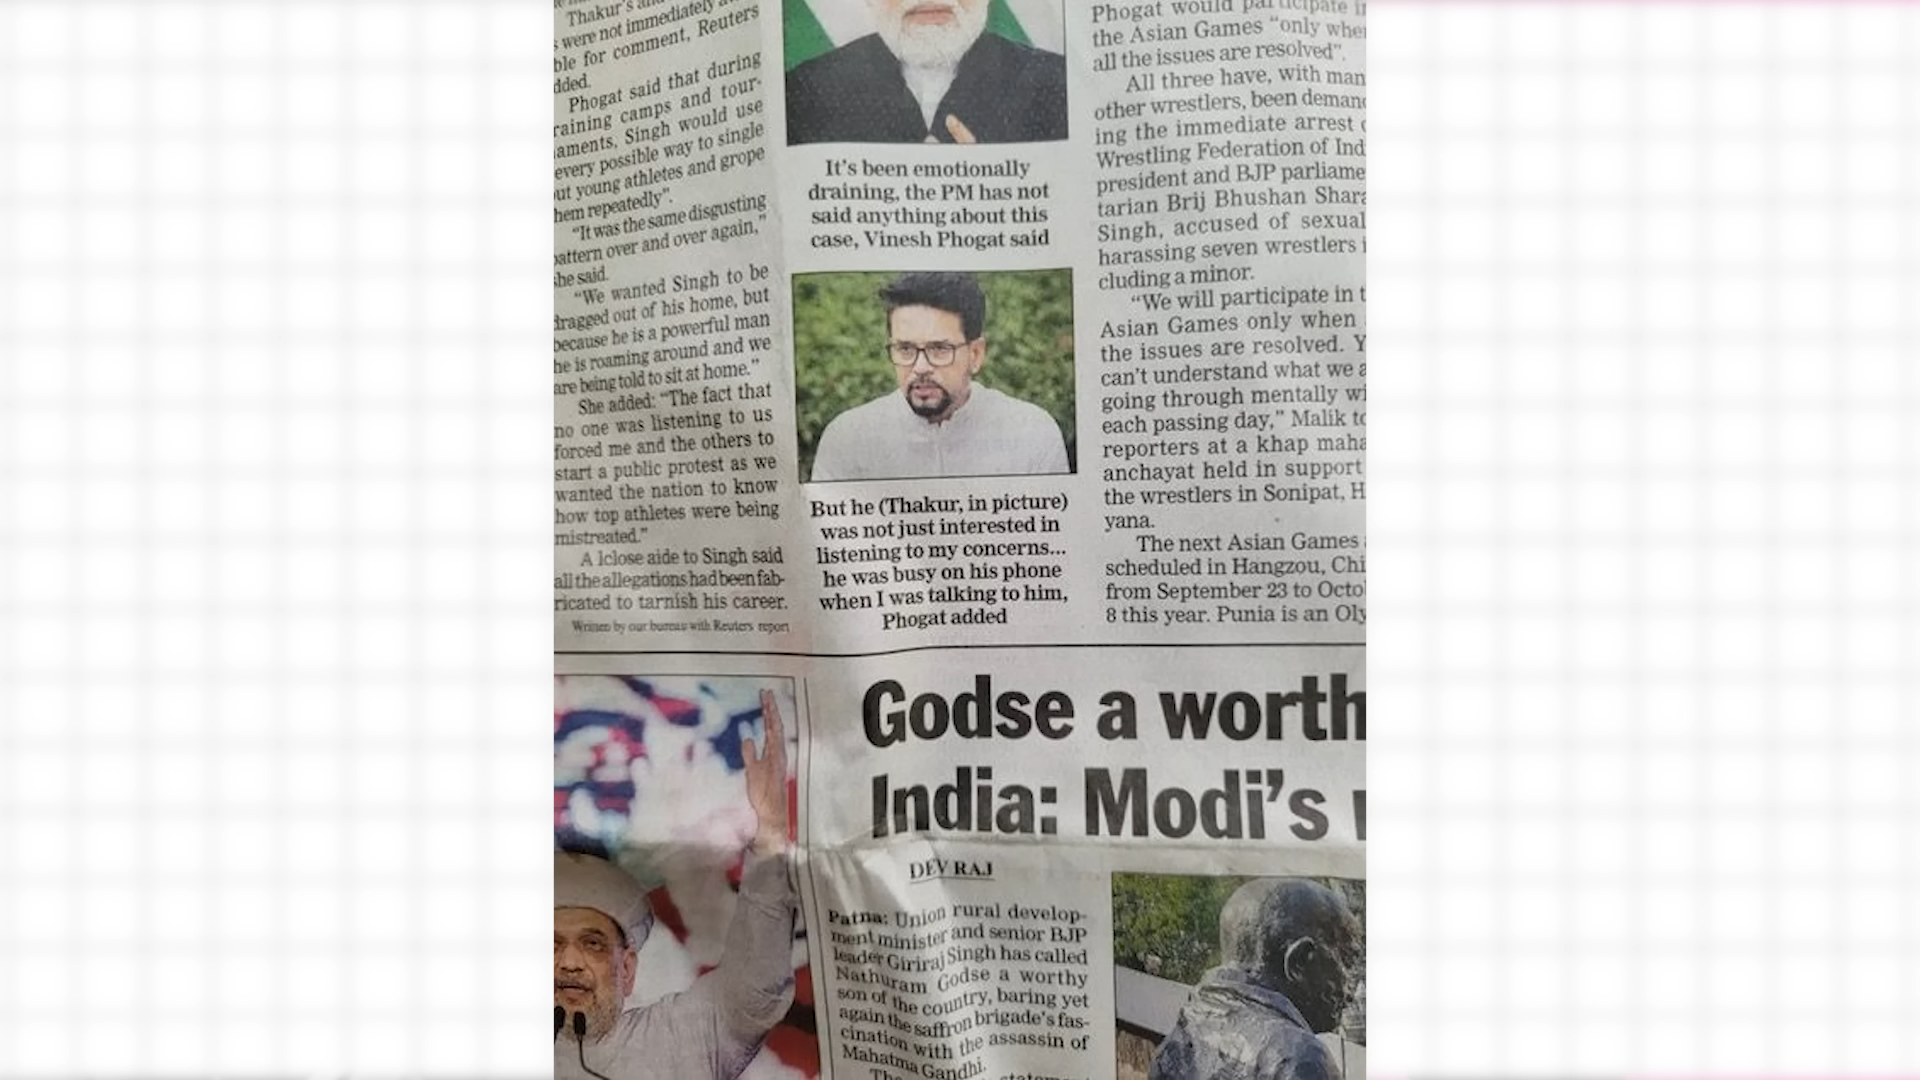 Thakur's and
s were not immediately
ble for comment, Reuters
dded.
Phogat said that during
raining camps and tour-
aments, Singh would use
every possible way to single
ut young athletes and grope
hem repeatedly".
"It was the same disgusting
pattern over and over again,"
she said.
"We wanted Singh to be
dragged out of his home, but
because he is a powerful man
he is roaming around and we
are being told to sit at home."
She added: "The fact that
no one was listening to us
forced me and the others to
start a public protest as we
wanted the nation to know
how top athletes were being
mistreated."
A lclose aide to Singh said
all the allegations had been fab-
ricated to tarnish his career.
Written by our bureau with Reuters report
It's been emotionally
draining, the PM has not
said anything about this
case, Vinesh Phogat said
But he (Thakur, in picture)
was not just interested in
listening to my concerns...
he was busy on his phone
when I was talking to him,
Phogat added
Phogat would participate i
the Asian Games "only whe
all the issues are resolved".
All three have, with man
other wrestlers, been demand
ing the immediate arrest
Wrestling Federation of Ind
president and BJP parliame
tarian Brij Bhushan Shara
Singh, accused of sexual
harassing seven wrestlers i
cluding a minor.
"We will participate in t
Asian Games only when
the issues are resolved. Y
can't understand what we a
going through mentally wi
each passing day," Malik to
reporters at a khap maha
anchayat held in support
the wrestlers in Sonipat, H
yana.
The next Asian Games
scheduled in Hangzou, Chi
from September 23 to Octo
8 this year. Punia is an Oly
Godse a worth
India: Modi's
DEV RAJ
Patna: Union rural develop-
ment minister and senior BJP
leader Giriraj Singh has called
Nathuram Godse a worthy
son of the country, baring yet
again the saffron brigade's fas-
cination with the assassin of
Mahatma Gandhi.